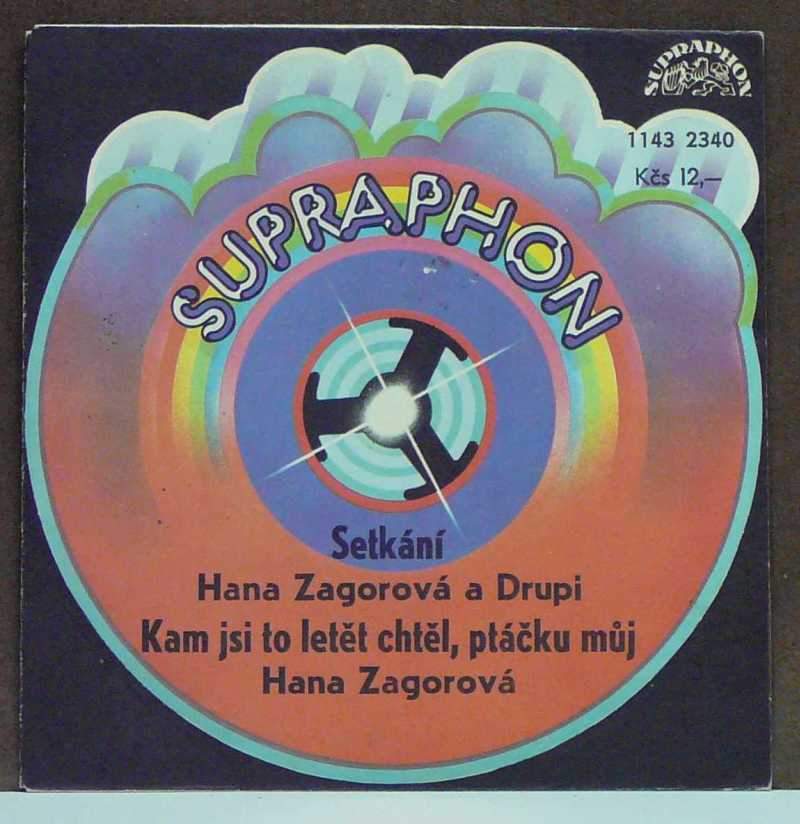 SUPRAPHON
1143 2340
Kčs 12,–
SUPRAPHON
Setkání
Hana Zagorová a Drupi
Kam jsi to letět chtěl, ptáčku můj
Hana Zagorová